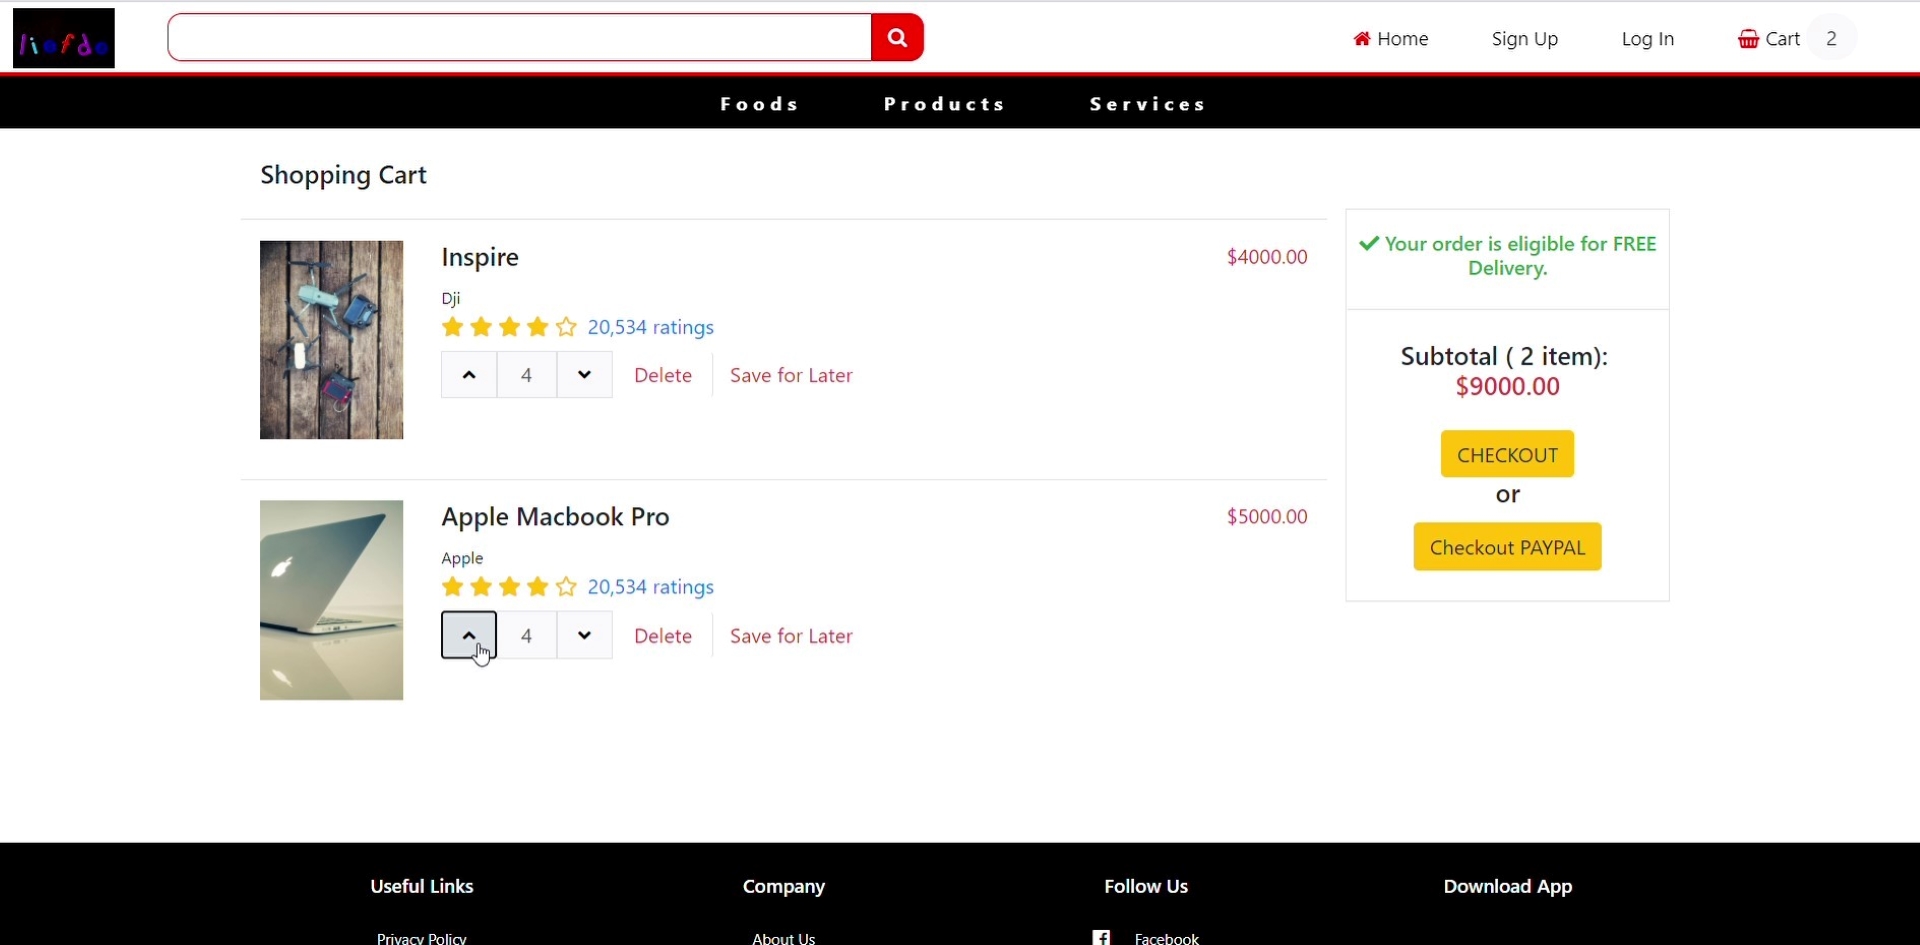 liefde
Home
Sign Up
Log In
Cart
2
Foods
Products
Services
Shopping Cart
Inspire
$4000.00
Dji
20,534 ratings
4
Delete
Save for Later
Apple Macbook Pro
$5000.00
Apple
20,534 ratings
4
Delete
Save for Later
Your order is eligible for FREE
Delivery.
Subtotal ( 2 item):
$9000.00
CHECKOUT
or
Checkout PAYPAL
Useful Links
Company
Follow Us
Download App
Privacy Policy
About Us
Facebook